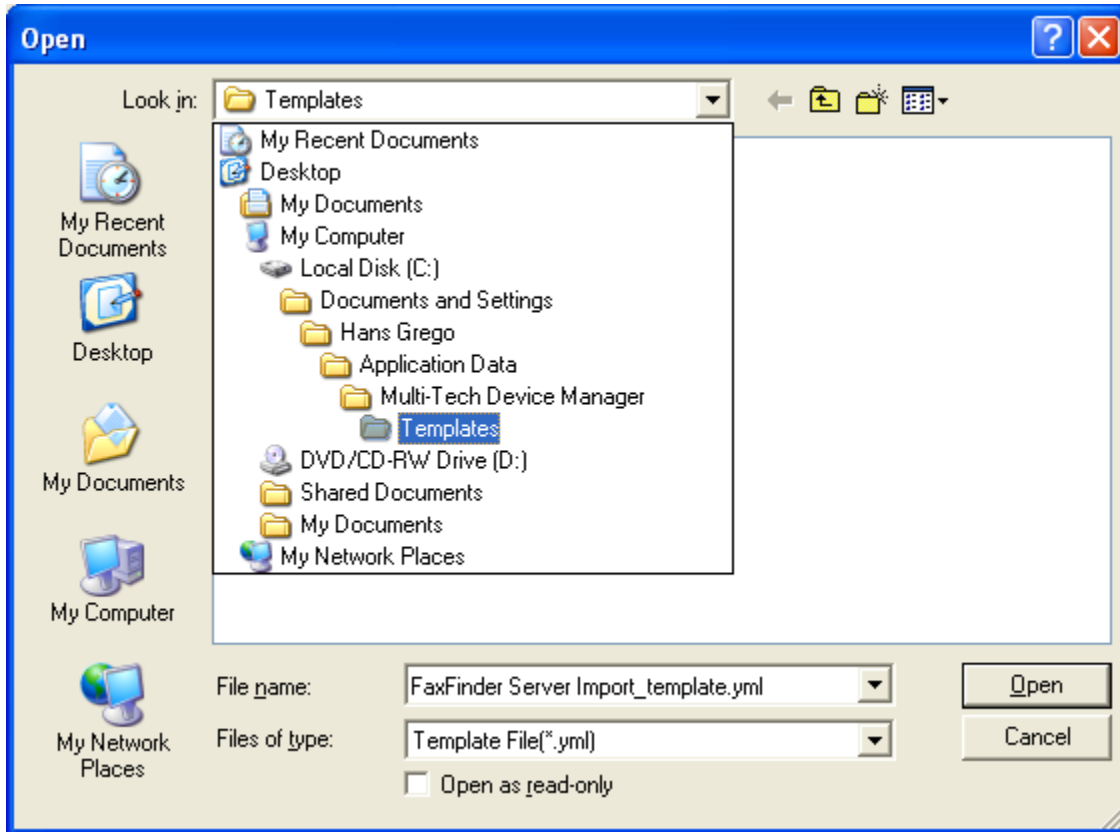 Open
Look in:
Templates
My Recent Documents
Desktop
My Documents
My Computer
Local Disk (C:)
Documents and Settings
Hans Grego
Application Data
Multi-Tech Device Manager
Templates
DVD/CD-RW Drive (D:)
Shared Documents
My Documents
My Network Places
My Recent
Documents
Desktop
My Documents
My Computer
My Network
Places
File name:
FaxFinder Server Import_template.yml
Open
Files of type:
Template File(*.yml)
Cancel
Open as read-only